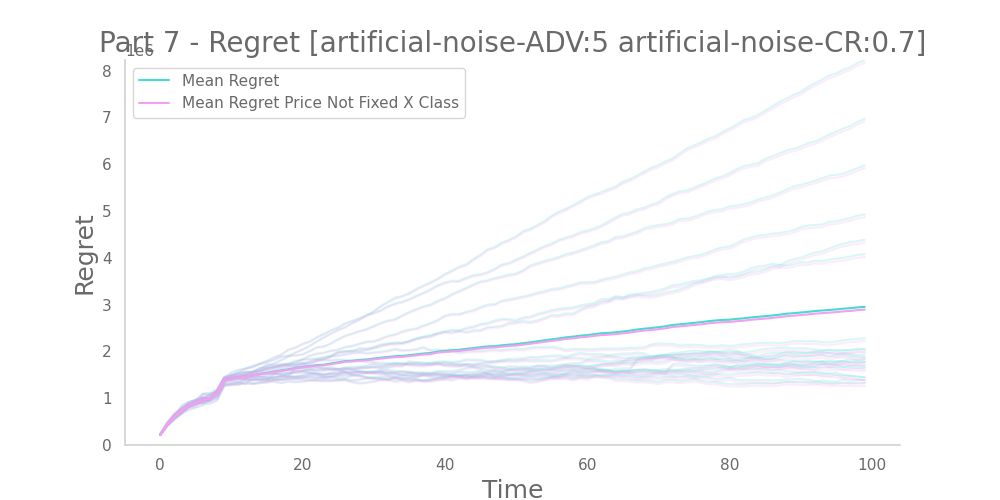 Part 7 - Regret [artificial-noise-ADV:5 artificial-noise-CR:0.7]
1e6
Mean Regret
Mean Regret Price Not Fixed X Class
8
7
6
5
4
3
2
1
0
Regret
0 20 40 60 80 100
Time